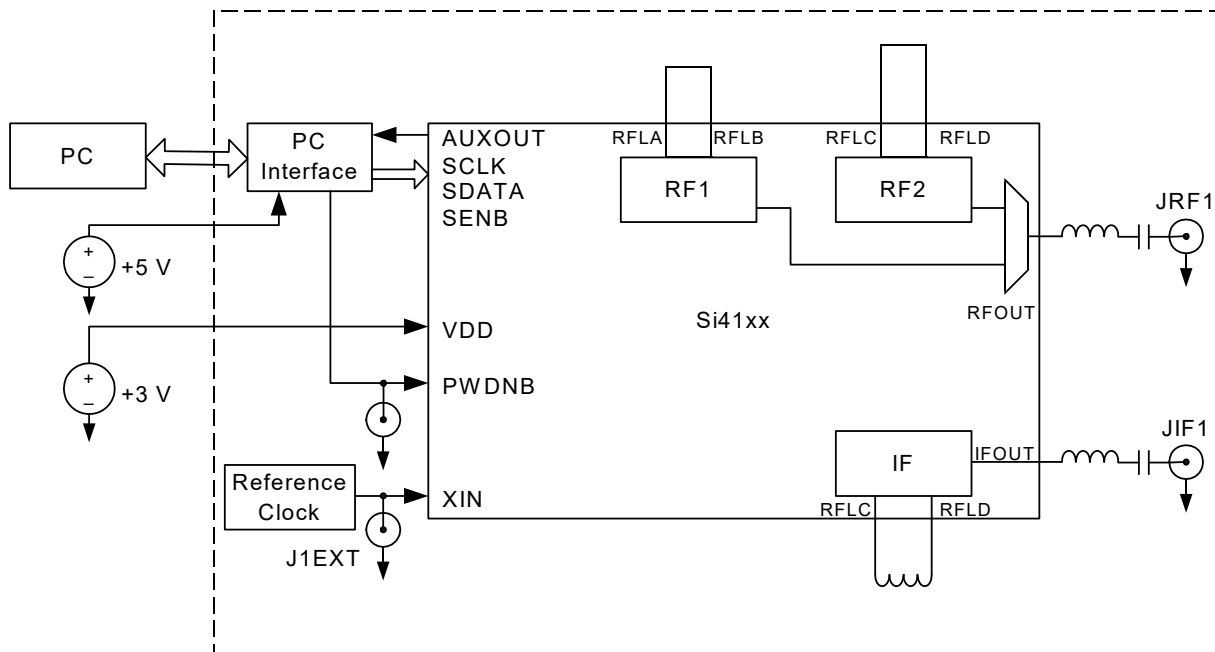 PC
PC
Interface
+
–
+5 V
+
–
+3 V
AUXOUT
SCLK
SDATA
SENB
VDD
PWDNB
XIN
Reference
Clock
J1EXT
RFLA
RFLB
RF1
RFLC
RFLD
RF2
RFOUT
JRF1
Si41xx
IF
IFOUT
RFLC
RFLD
JIF1